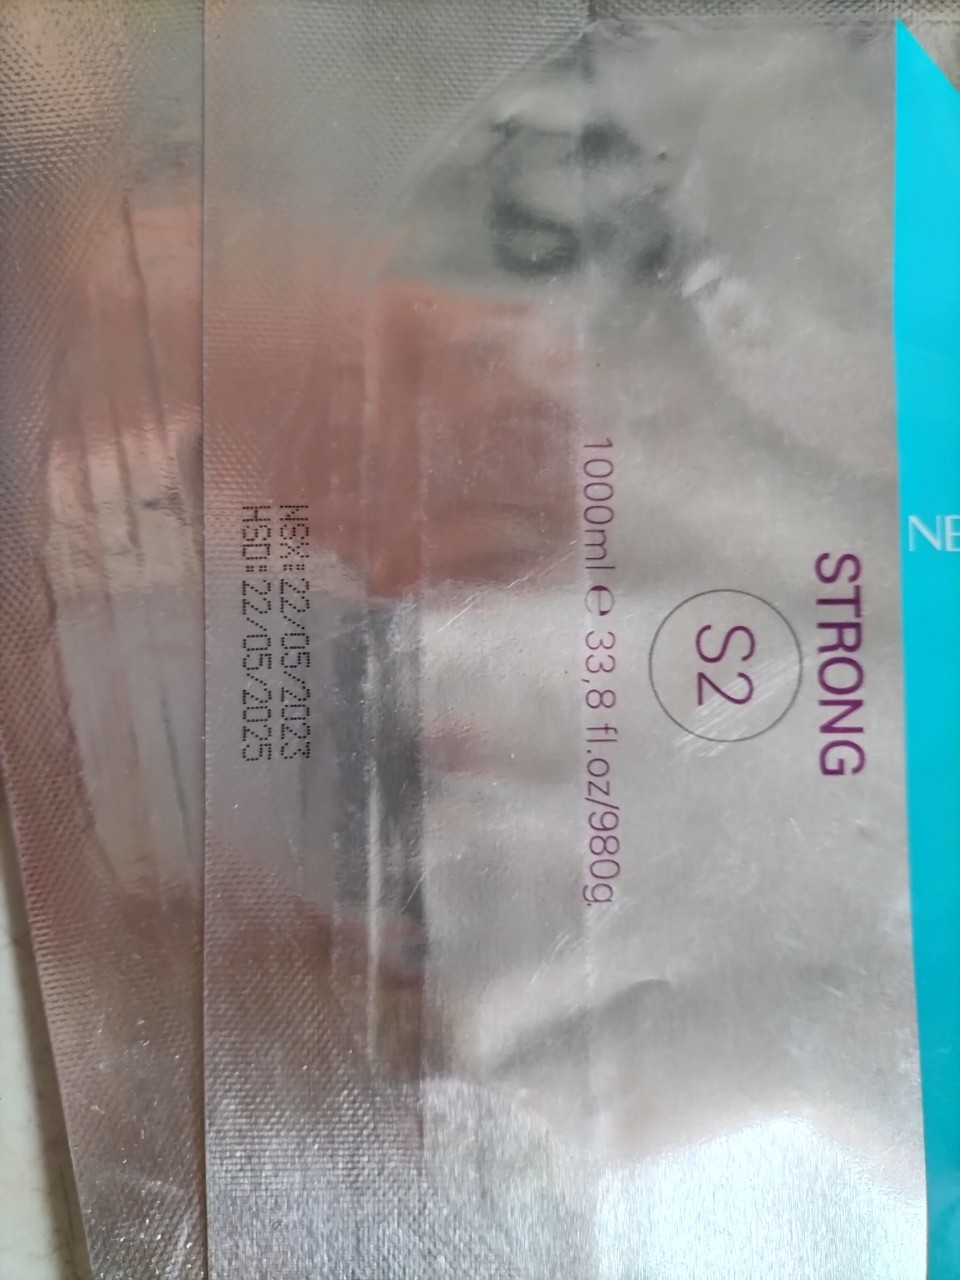 NE
STRONG
S2
1000ml e 33,8 fl.oz/980g.
NSX:22/05/2023
HSD:22/05/2025